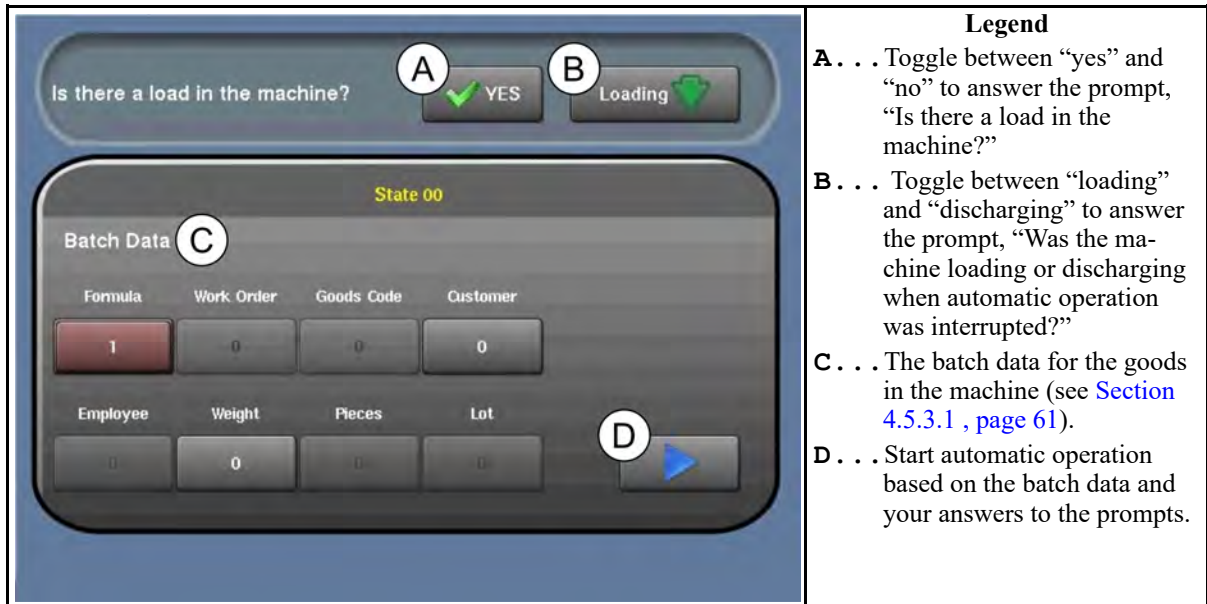 Is there a load in the machine?
A
YES
B
Loading
State 00
Batch Data
C
Formula Work Order Goods Code Customer
1 0 0 0
Employee Weight Pieces Lot
0 0 0 0
D
Legend
A...Toggle between “yes” and
“no” to answer the prompt,
“Is there a load in the
machine?”
B... Toggle between “loading”
and “discharging” to answer
the prompt, “Was the ma-
chine loading or discharging
when automatic operation
was interrupted?”
C...The batch data for the goods
in the machine (see Section
4.5.3.1 , page 61).
D...Start automatic operation
based on the batch data and
your answers to the prompts.